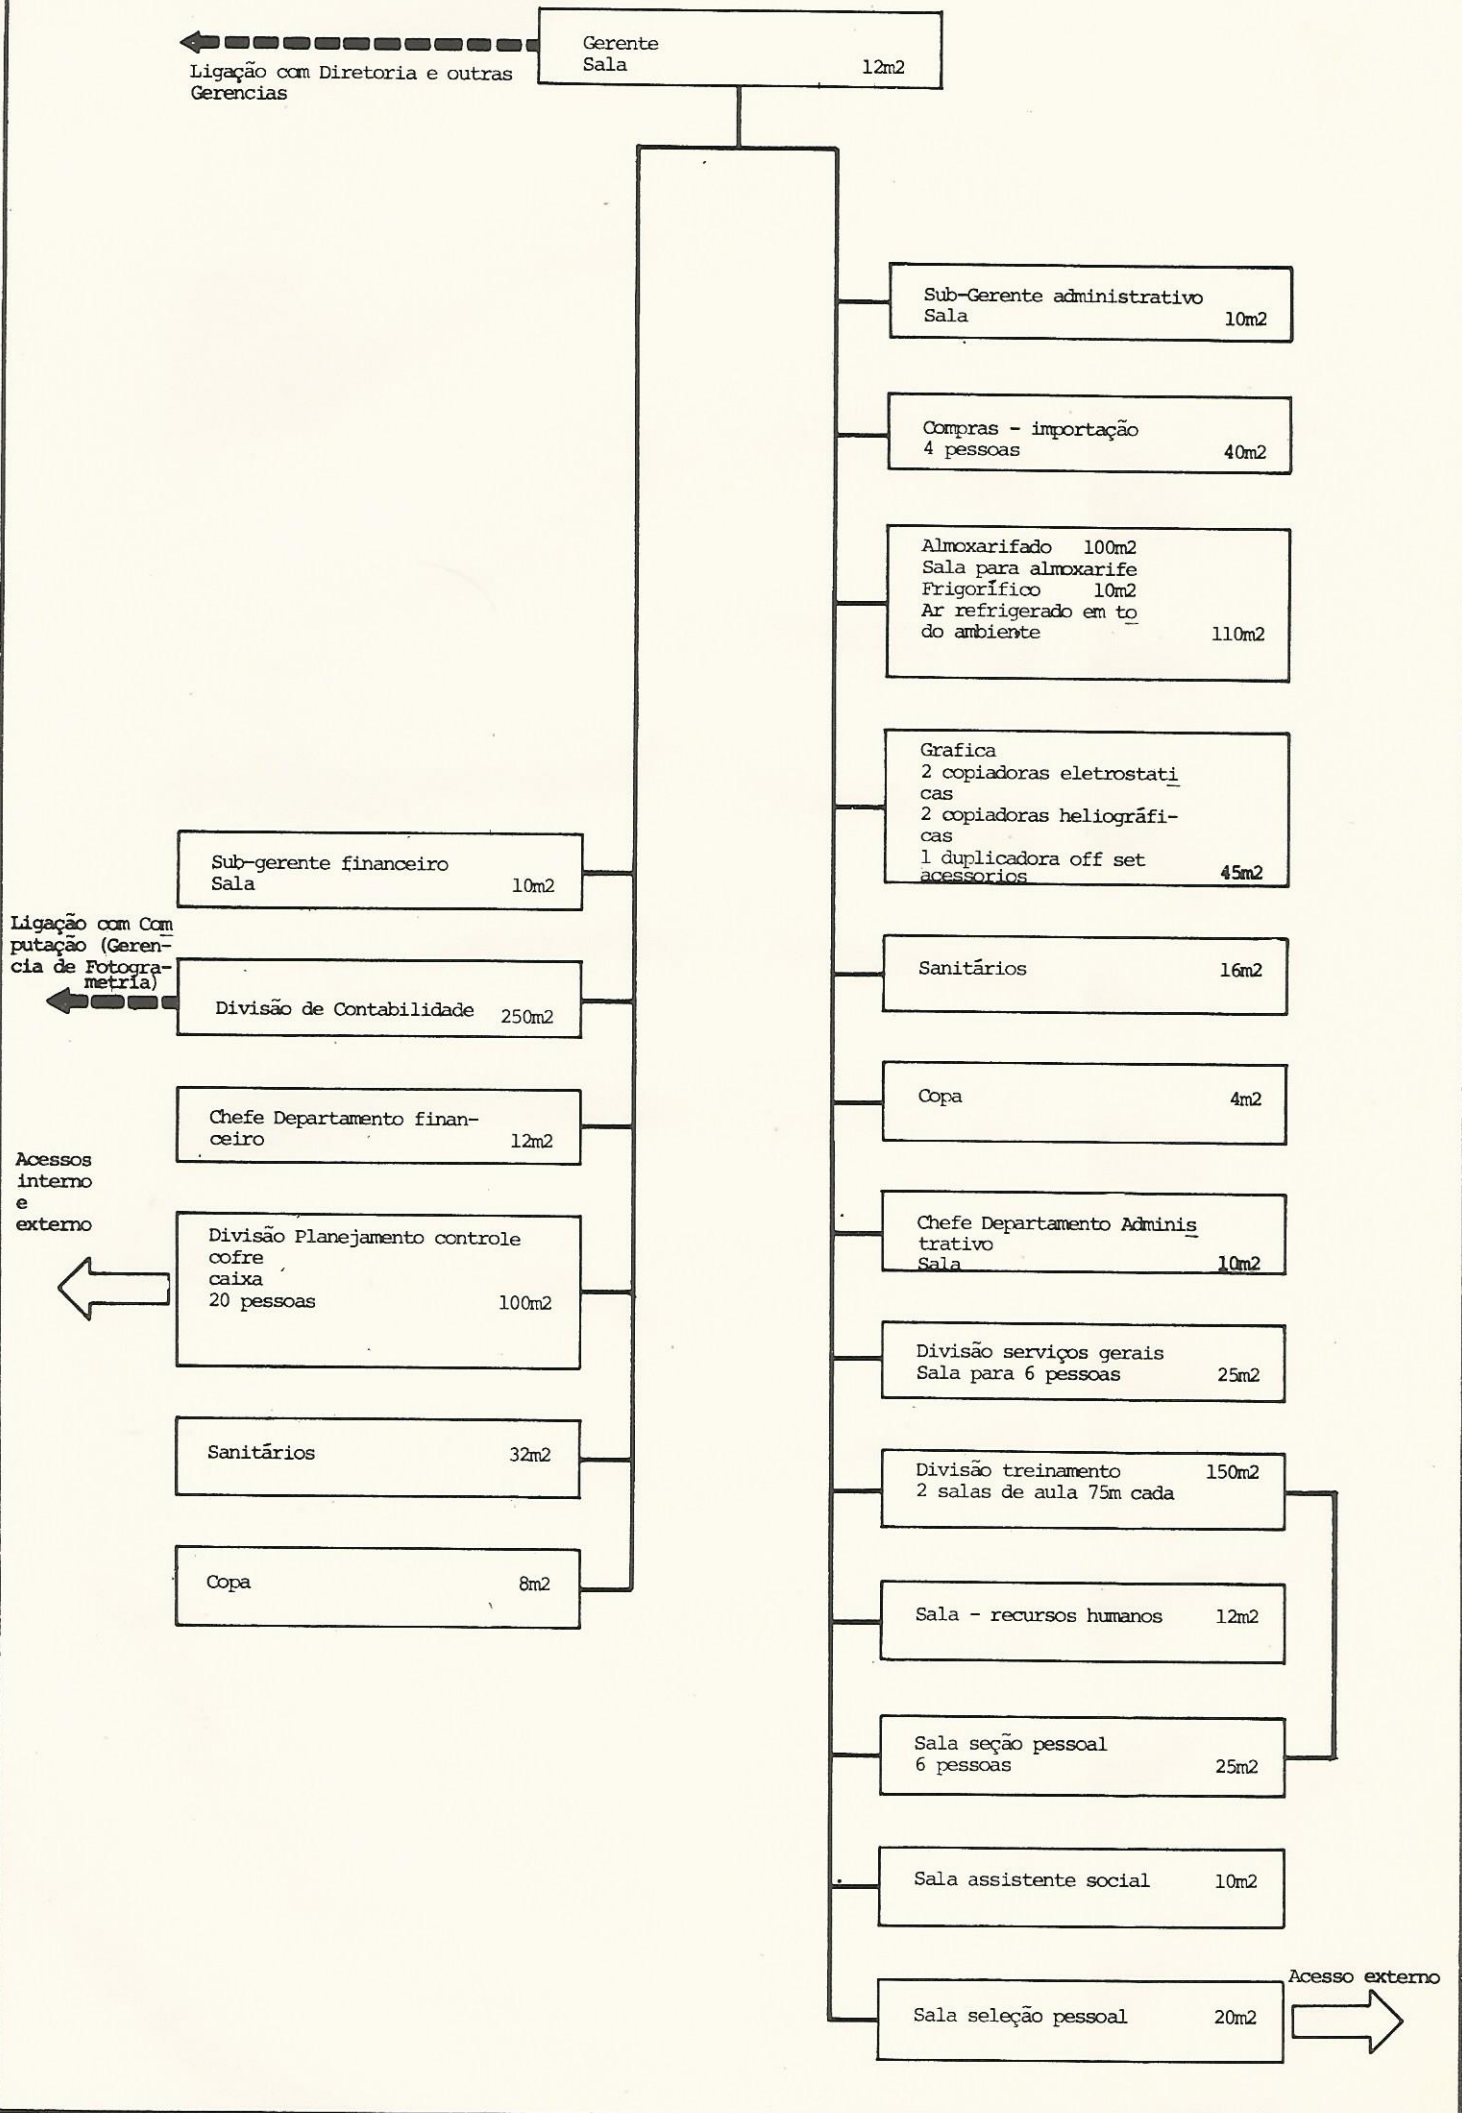 Gerente
Sala 12m2
Ligação com Diretoria e outras
Gerencias
Sub-Gerente administrativo
Sala 10m2
Compras - importação
4 pessoas 40m2
Almoxarifado 100m2
Sala para almoxarife
Frigorífico 10m2
Ar refrigerado em to
do ambiente 110m2
Grafica
2 copiadoras eletrostati
cas
2 copiadoras heliográfi-
cas
1 duplicadora off set
acessorios 45m2
Sanitários 16m2
Copa 4m2
Chefe Departamento Adminis
trativo
Sala 10m2
Divisão serviços gerais
Sala para 6 pessoas 25m2
Divisão treinamento 150m2
2 salas de aula 75m cada
Sala - recursos humanos 12m2
Sala seção pessoal
6 pessoas 25m2
Sala assistente social 10m2
Sala seleção pessoal 20m2
Acesso externo
Sub-gerente financeiro
Sala 10m2
Ligação com Com
putação (Geren-
cia de Fotogra-
metria)
Divisão de Contabilidade 250m2
Chefe Departamento finan-
ceiro 12m2
Acessos
interno
e
externo
Divisão Planejamento controle
cofre
caixa
20 pessoas 100m2
Sanitários 32m2
Copa 8m2